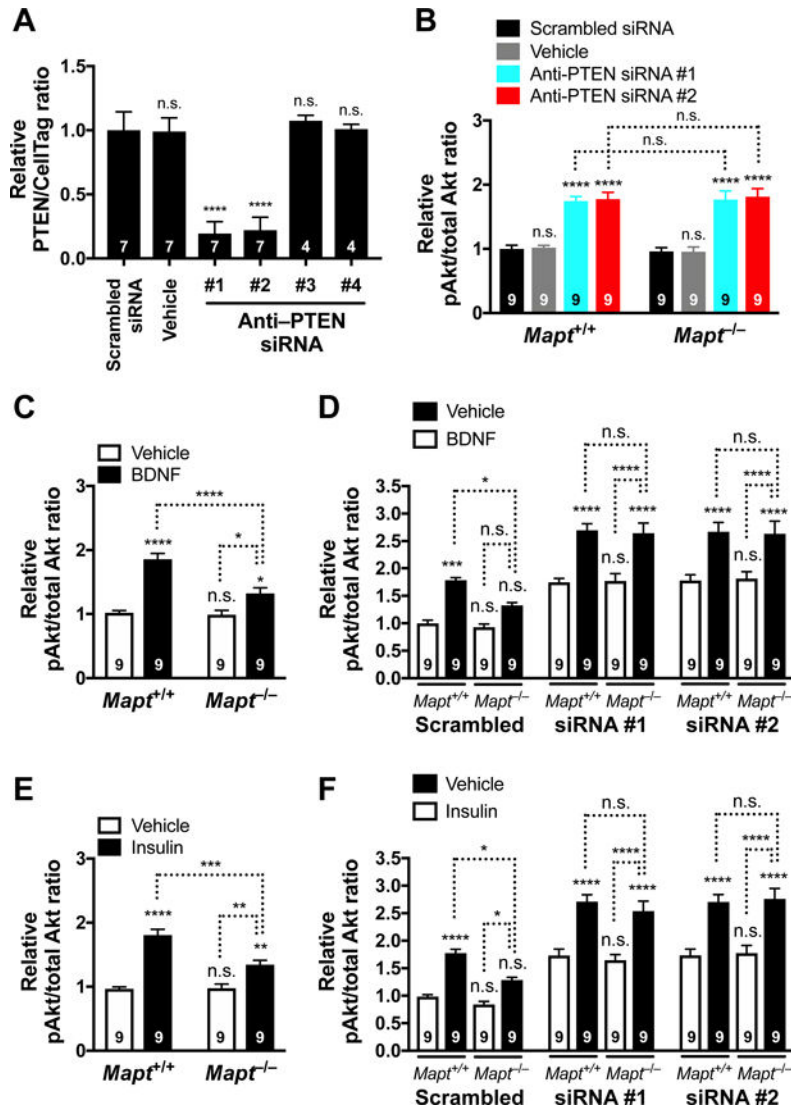 A
Relative
PTEN/CellTag ratio
1.5
1.0
0.5
0.0
n.s.
**** ****
n.s.
n.s.
7 7 7 7 4 4
Scrambled
siRNA
Vehicle
#1 #2 #3 #4
Anti–PTEN
siRNA
B
Scrambled siRNA
Vehicle
Anti-PTEN siRNA #1
Anti-PTEN siRNA #2
Relative
pAkt/total Akt ratio
3
2
1
0
n.s.
n.s.
n.s. **** **** n.s. **** ****
9 9 9 9 9 9 9 9
Mapt+/+ Mapt–/–
C
Vehicle
BDNF
Relative
pAkt/total Akt ratio
3
2
1
0
****
****
*
n.s. *
9 9 9 9
Mapt+/+ Mapt–/–
D
Vehicle
BDNF
Relative
pAkt/total Akt ratio
3.5
3.0
2.5
2.0
1.5
1.0
0.5
0.0
n.s. n.s.
* **** ****
**** **** **** ****
*** n.s.
n.s. n.s. n.s. n.s.
9 9 9 9 9 9 9 9 9 9 9 9
Mapt+/+ Mapt–/– Mapt+/+ Mapt–/– Mapt+/+ Mapt–/–
Scrambled siRNA #1 siRNA #2
E
Vehicle
Insulin
Relative
pAkt/total Akt ratio
3
2
1
0
***
****
**
n.s. **
9 9 9 9
Mapt+/+ Mapt–/–
F
Vehicle
Insulin
Relative
pAkt/total Akt ratio
3.5
3.0
2.5
2.0
1.5
1.0
0.5
0.0
n.s. n.s.
* **** ****
**** **** **** ****
**** *
n.s. n.s. n.s. n.s.
9 9 9 9 9 9 9 9 9 9 9 9
Mapt+/+ Mapt–/– Mapt+/+ Mapt–/– Mapt+/+ Mapt–/–
Scrambled siRNA #1 siRNA #2